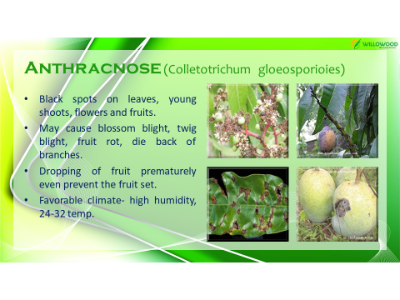 WILLOWOOD
ANTHRACNOSE (Colletotrichum gloeosporioies)
• Black spots on leaves, young
shoots, flowers and fruits.
• May cause blossom blight, twig
blight, fruit rot, die back of
branches.
• Dropping of fruit prematurely
even prevent the fruit set.
• Favorable climate- high humidity,
24-32 temp.